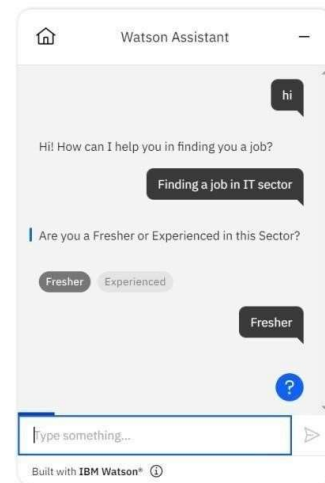 Watson Assistant
hi
Hi! How can I help you in finding you a job?
Finding a job in IT sector
Are you a Fresher or Experienced in this Sector?
Fresher Experienced
Fresher
?
Type something...
Built with IBM Watson® ⓘ